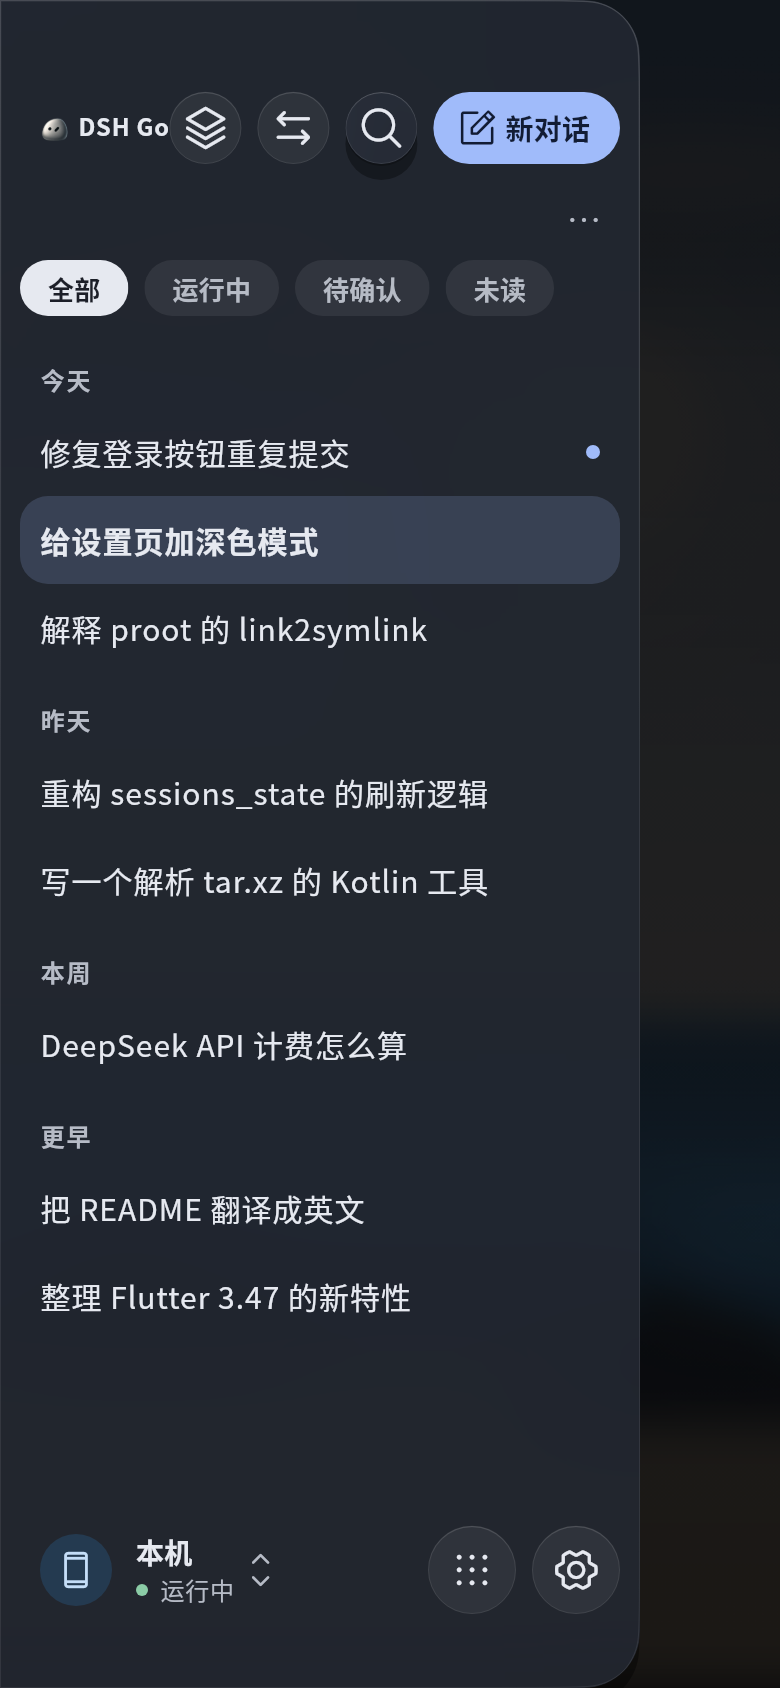 DSH Go
新对话
全部 运行中 待确认 未读
今天
修复登录按钮重复提交
给设置页加深色模式
解释 proot 的 link2symlink
昨天
重构 sessions_state 的刷新逻辑
写一个解析 tar.xz 的 Kotlin 工具
本周
DeepSeek API 计费怎么算
更早
把 README 翻译成英文
整理 Flutter 3.47 的新特性
本机
运行中